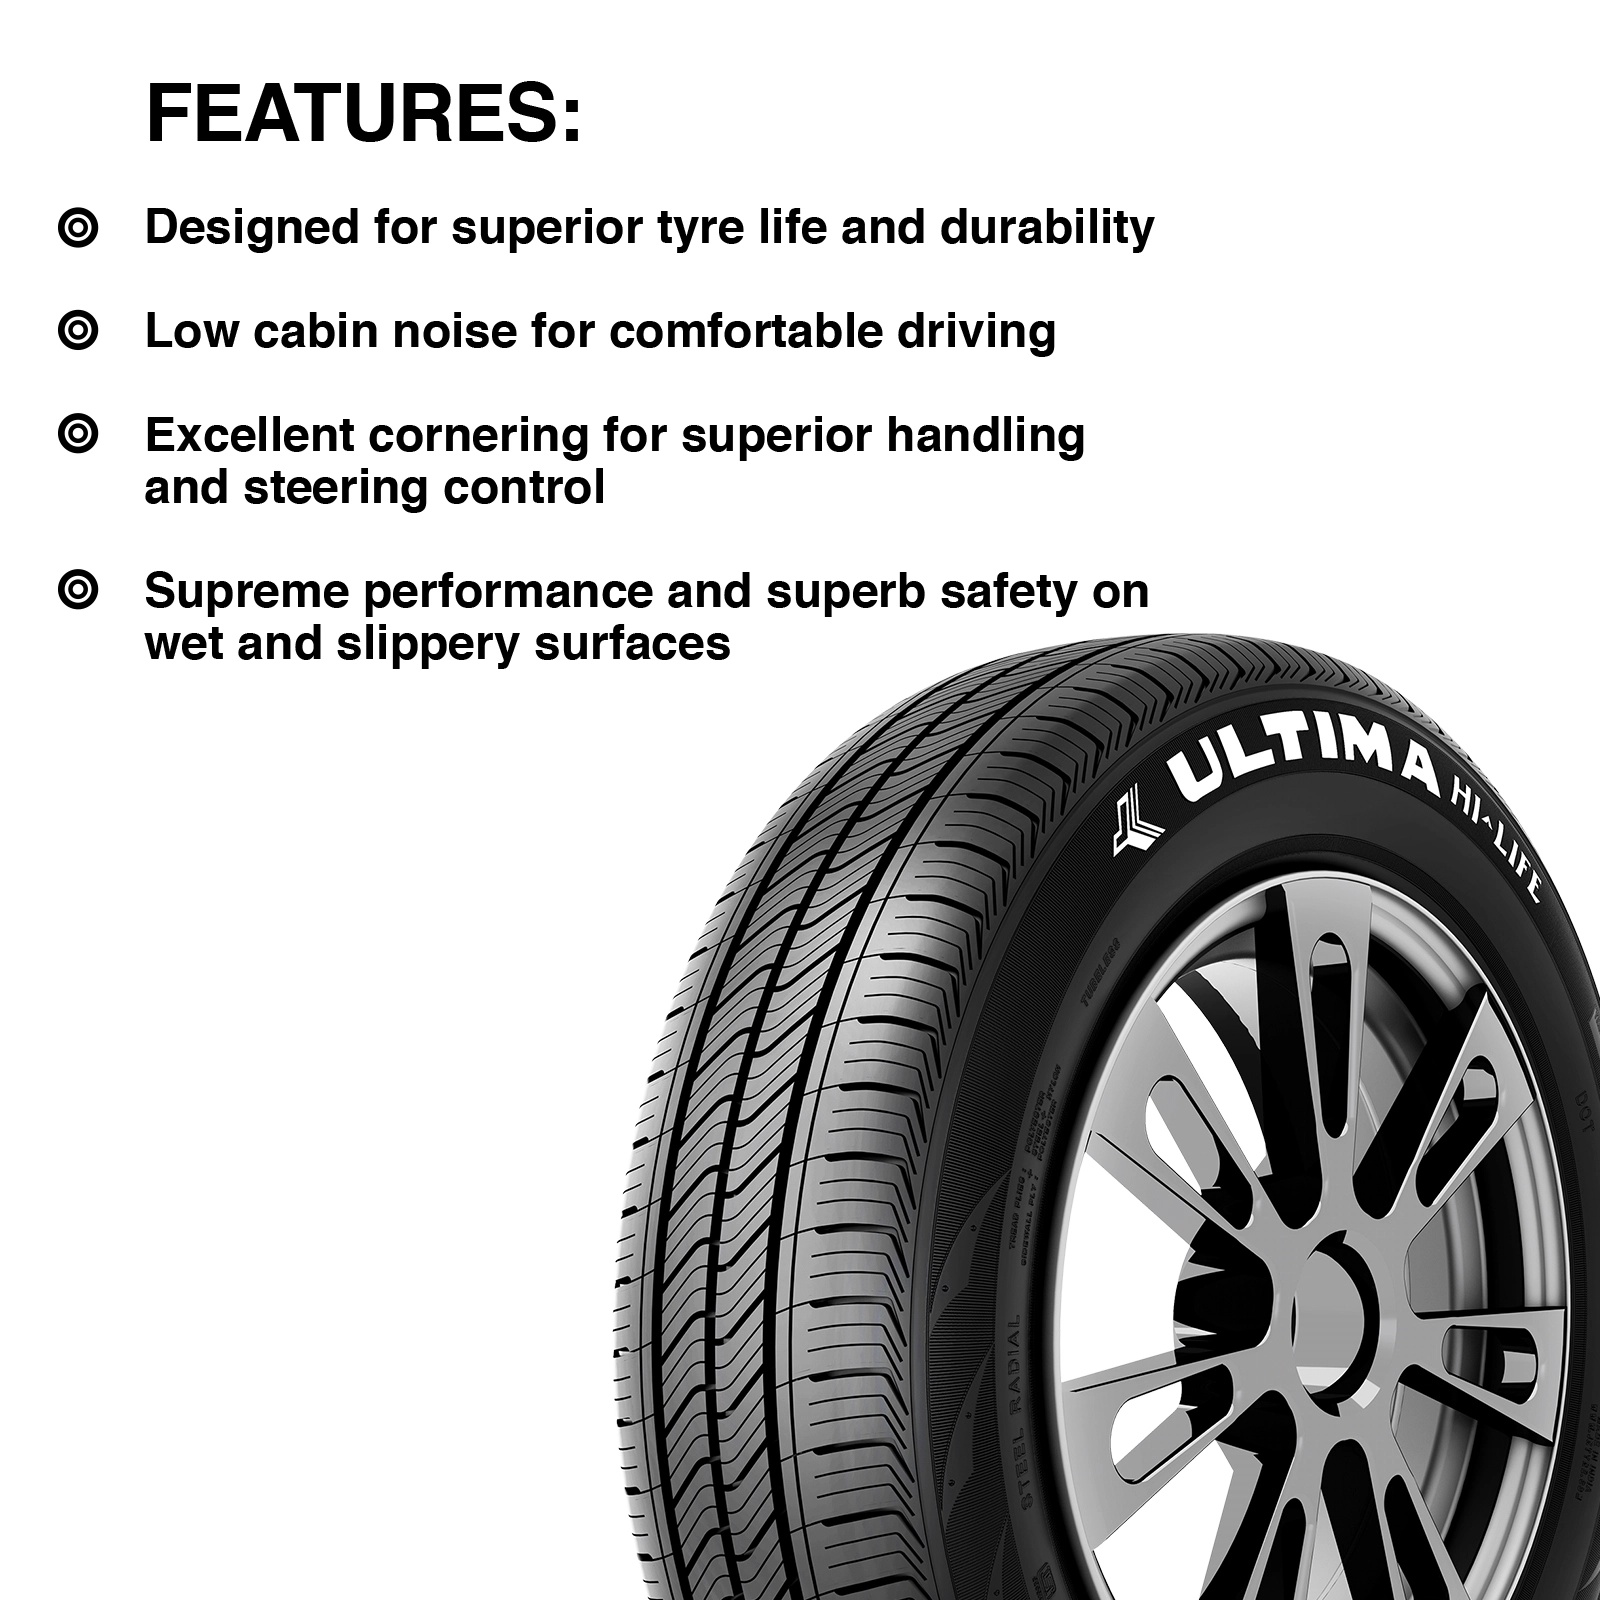 FEATURES:
Designed for superior tyre life and durability
Low cabin noise for comfortable driving
Excellent cornering for superior handling
and steering control
Supreme performance and superb safety on
wet and slippery surfaces
ULTIMA HI-LIFE
TUBELESS
STEEL RADIAL
DOT